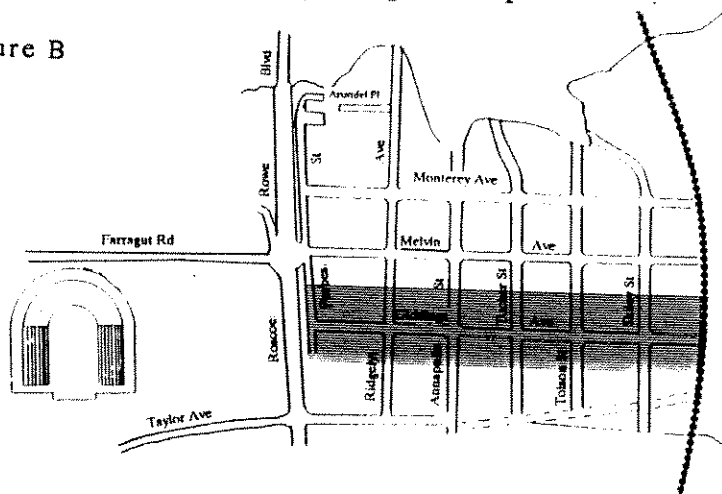 ure B
Blvd
Rowe
Arundel Pl
St
Ave
Monterey Ave
Farragut Rd
Melvin Ave
St
St
Ave
Roscoe
Ridgely
Annapolis
Tolson St
Taylor Ave